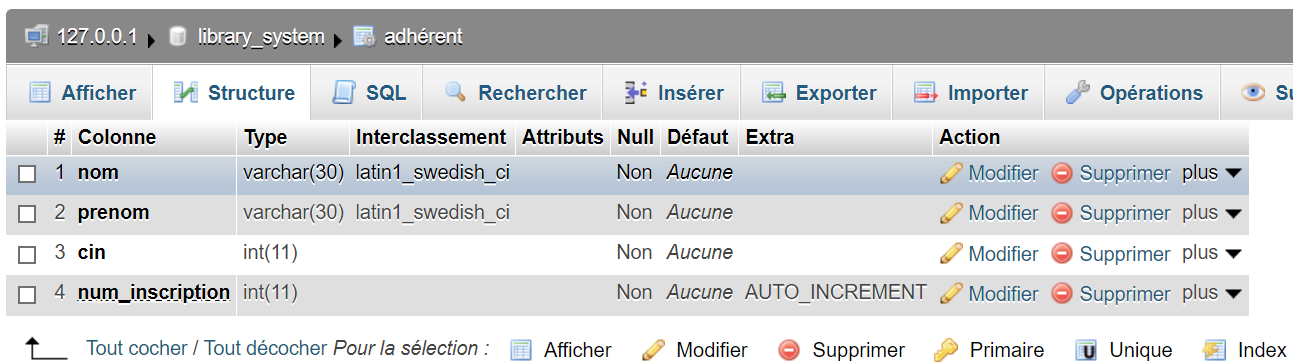 127.0.0.1 library_system adhérent
Afficher Structure SQL Rechercher Insérer Exporter Importer Opérations Su
# Colonne Type Interclassement Attributs Null Défaut Extra Action
1 nom varchar(30) latin1_swedish_ci Non Aucune Modifier Supprimer plus
2 prenom varchar(30) latin1_swedish_ci Non Aucune Modifier Supprimer plus
3 cin int(11) Non Aucune Modifier Supprimer plus
4 num_inscription int(11) Non Aucune AUTO_INCREMENT Modifier Supprimer plus
Tout cocher / Tout décocher Pour la sélection : Afficher Modifier Supprimer Primaire Unique Index